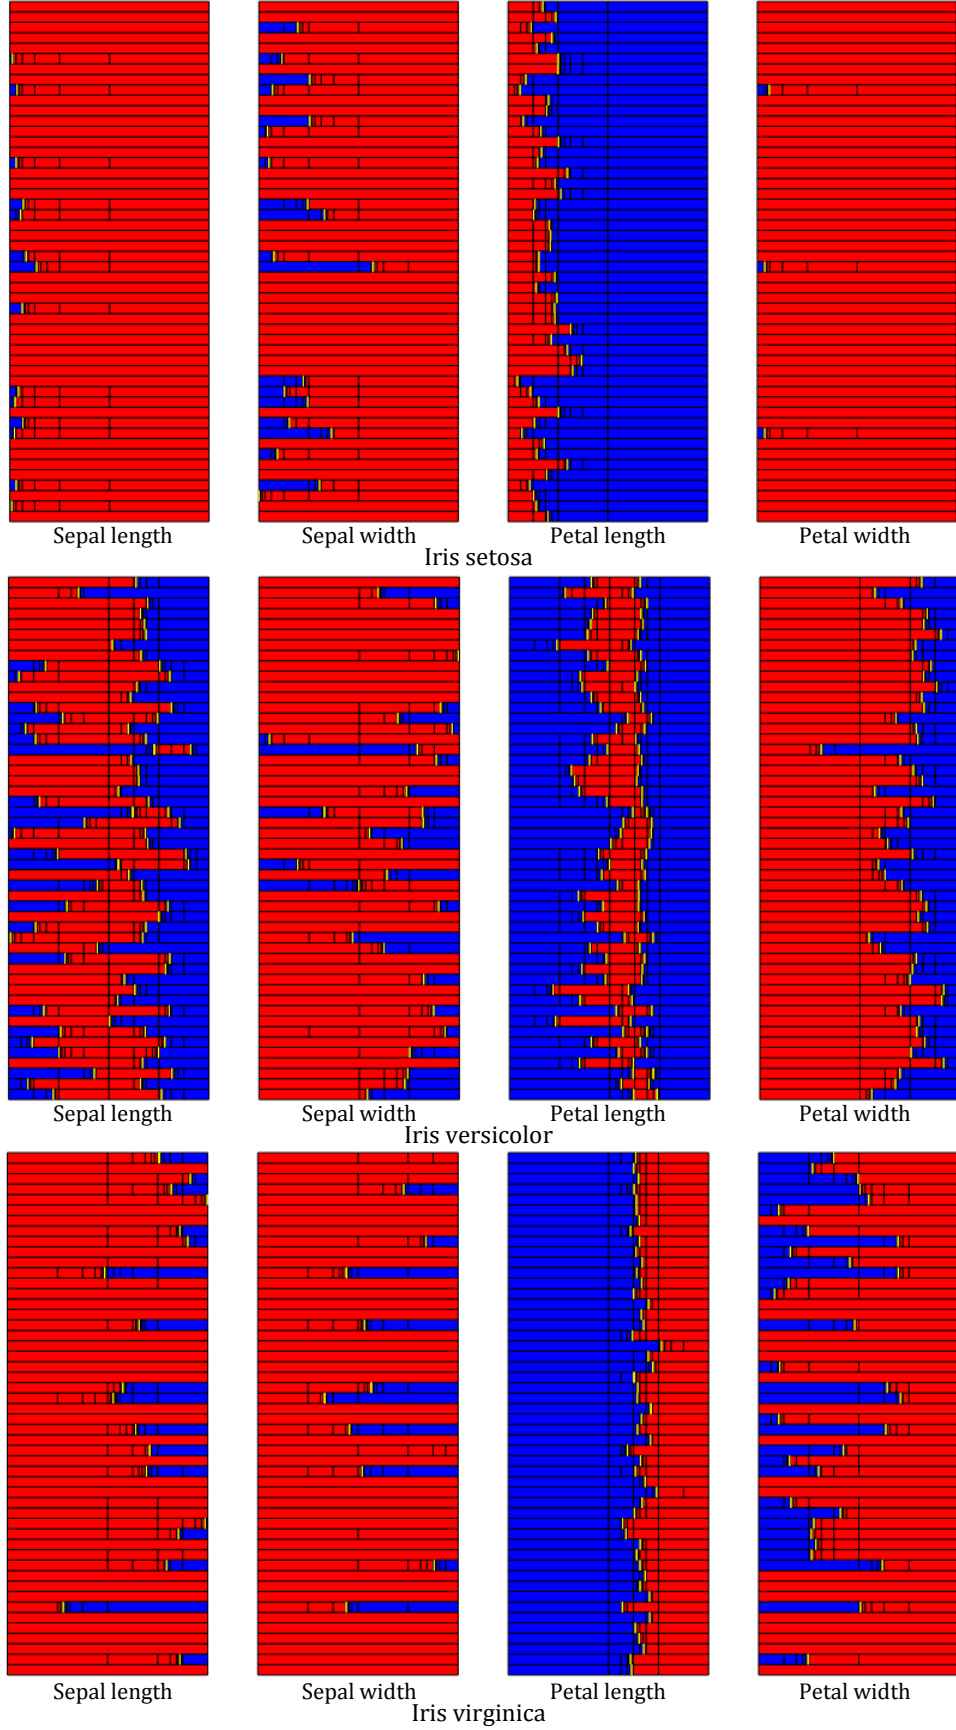 Sepal length Sepal width Petal length Petal width
Iris setosa
Sepal length Sepal width Petal length Petal width
Iris versicolor
Sepal length Sepal width Petal length Petal width
Iris virginica